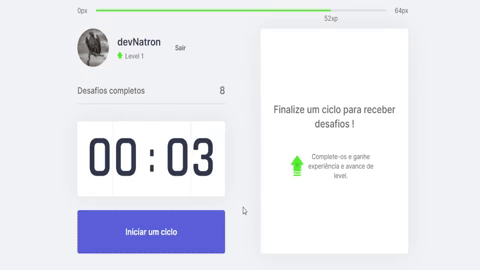 0px
64px
52xp
devNatron
Level 1
Sair
Desafios completos
8
00 : 03
Iniciar um ciclo
Finalize um ciclo para receber
desafios !
Complete-os e ganhe
experiência e avance de
level.